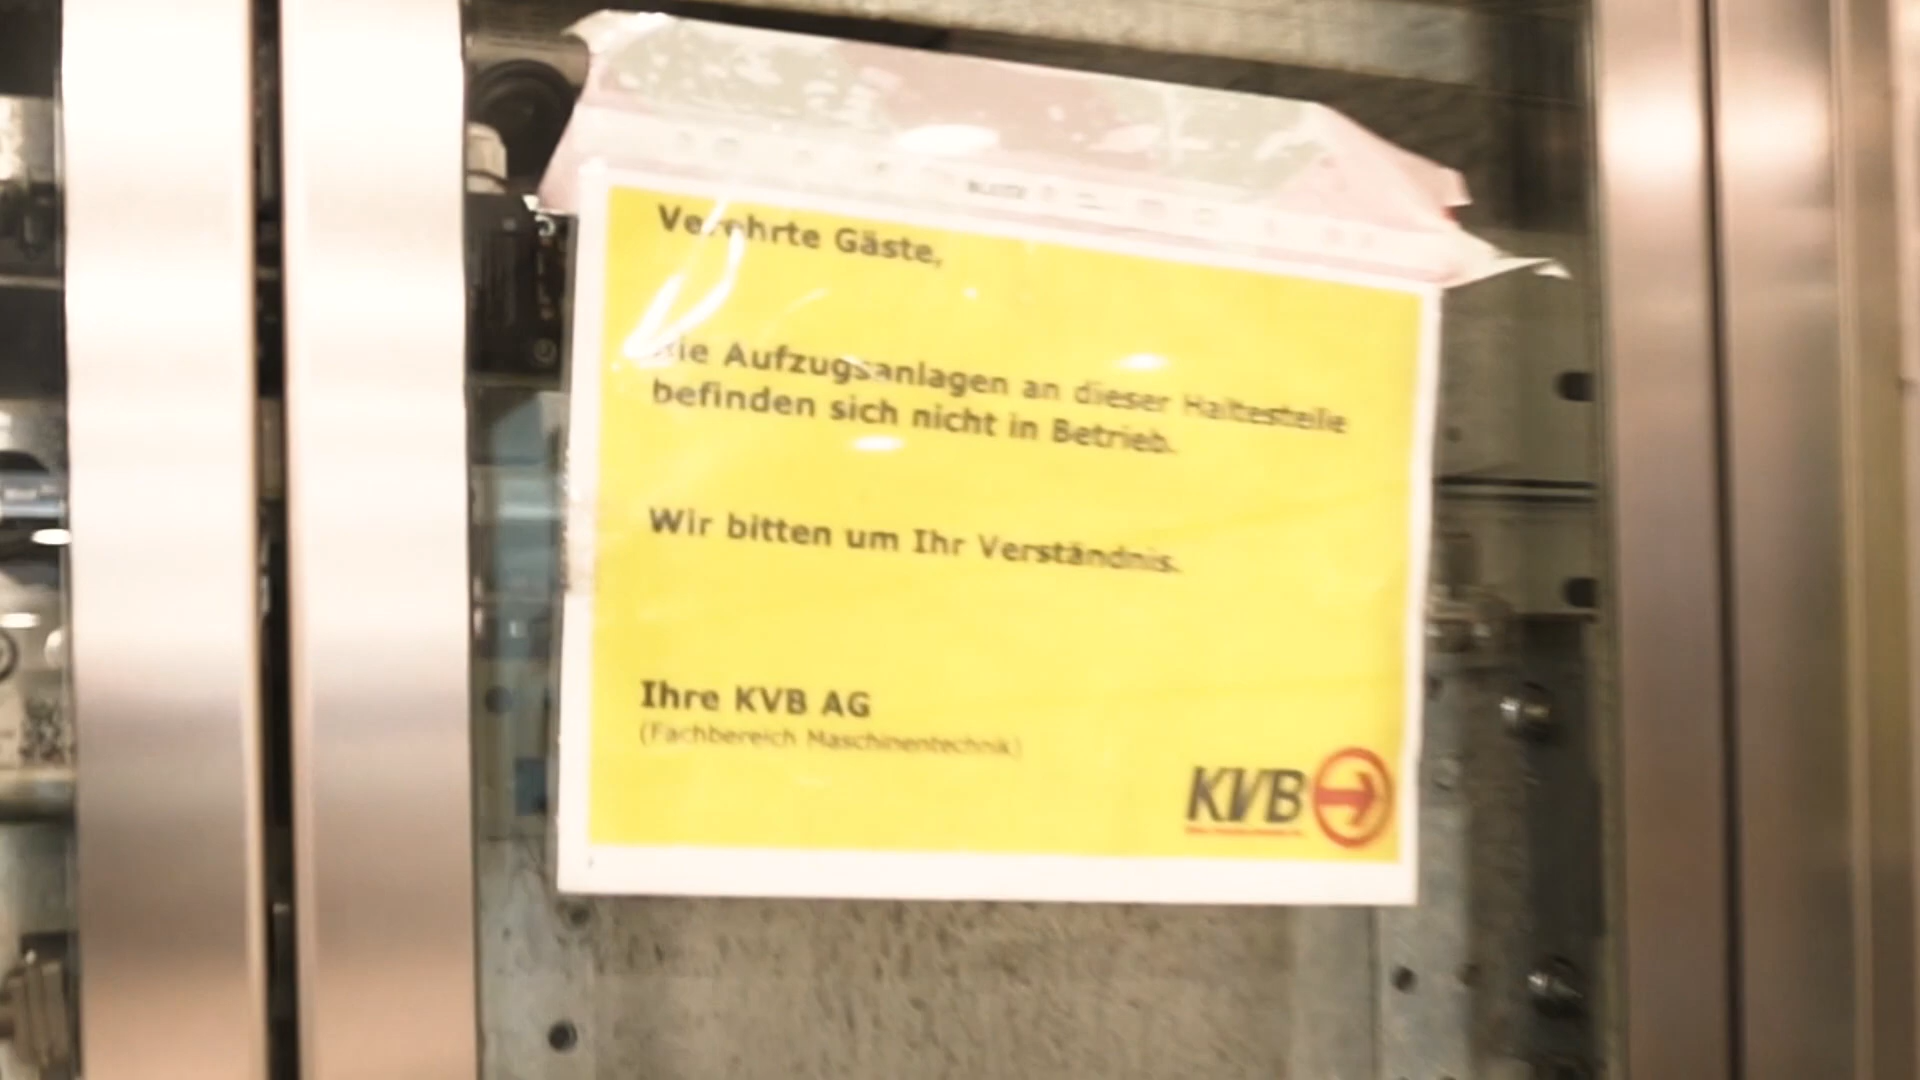 Verehrte Gäste,
Die Aufzugsanlagen an dieser Haltestelle
befinden sich nicht in Betrieb.
Wir bitten um Ihr Verständnis.
Ihre KVB AG
(Fachbereich Maschinentechnik)
KVB